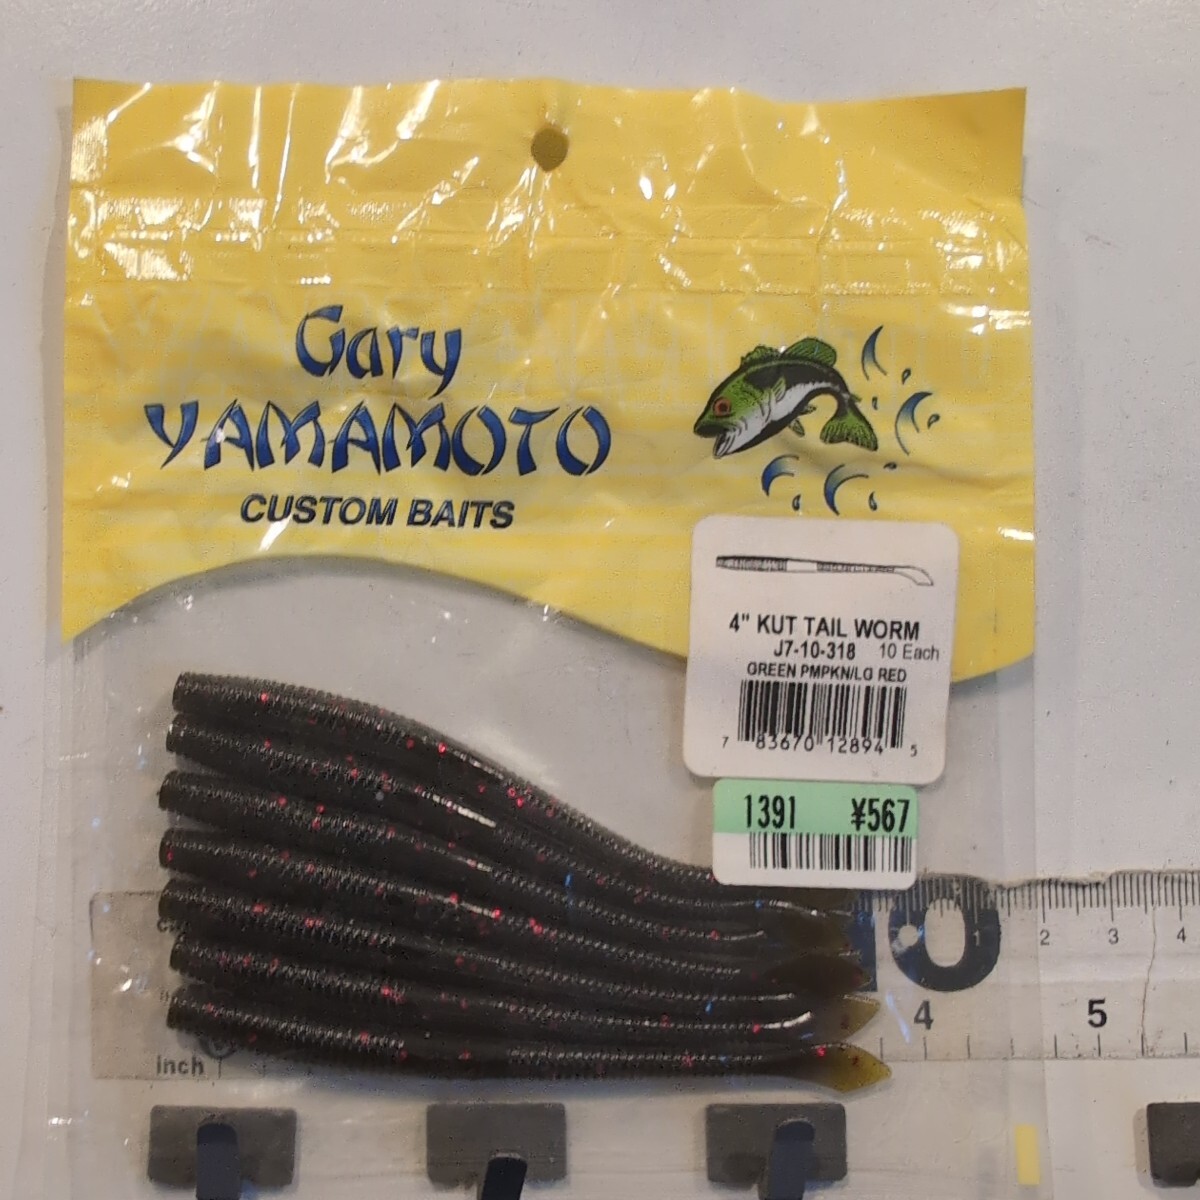 Gary
YAMAMOTO
CUSTOM BAITS
4" KUT TAIL WORM
J7-10-318 10 Each
GREEN PMPKN/LG RED
7 83670 12894 5
1391 ¥567
10 1 2 3 4
4 5
inch